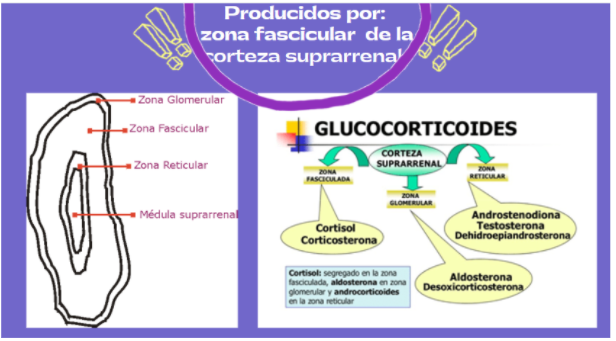 Producidos por:
zona fascicular de la
corteza suprarrenal
Zona Glomerular
Zona Fascicular
Zona Reticular
Médula suprarrenal
GLUCOCORTICOIDES
CORTEZA
SUPRARRENAL
ZONA
FASCICULADA
ZONA
GLOMERULAR
ZONA
RETICULAR
Cortisol
Corticosterona
Androstenodiona
Testosterona
Dehidroepiandrosterona
Aldosterona
Desoxicorticosterona
Cortisol: segregado en la zona
fasciculada, aldosterona en zona
glomerular y androcorticoides
en la zona reticular